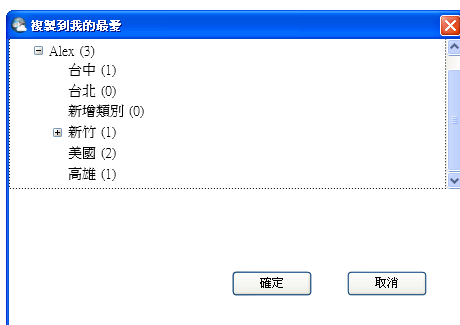 複製到我的最愛
Alex (3)
台中 (1)
台北 (0)
新增類別 (0)
新竹 (1)
美國 (2)
高雄 (1)
確定 取消